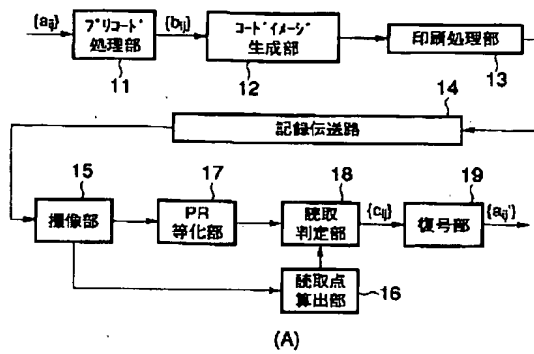 {aij}
ﾌﾟﾘｺｰﾄﾞ
処理部
11
{bij}
ｺｰﾄﾞｲﾒｰｼﾞ
生成部
12
印刷処理部
13
14
記録伝送路
15
撮像部
17
PR
等化部
18
読取
判定部
{cij}
19
復号部
{aij'}
読取点
算出部
16
(A)